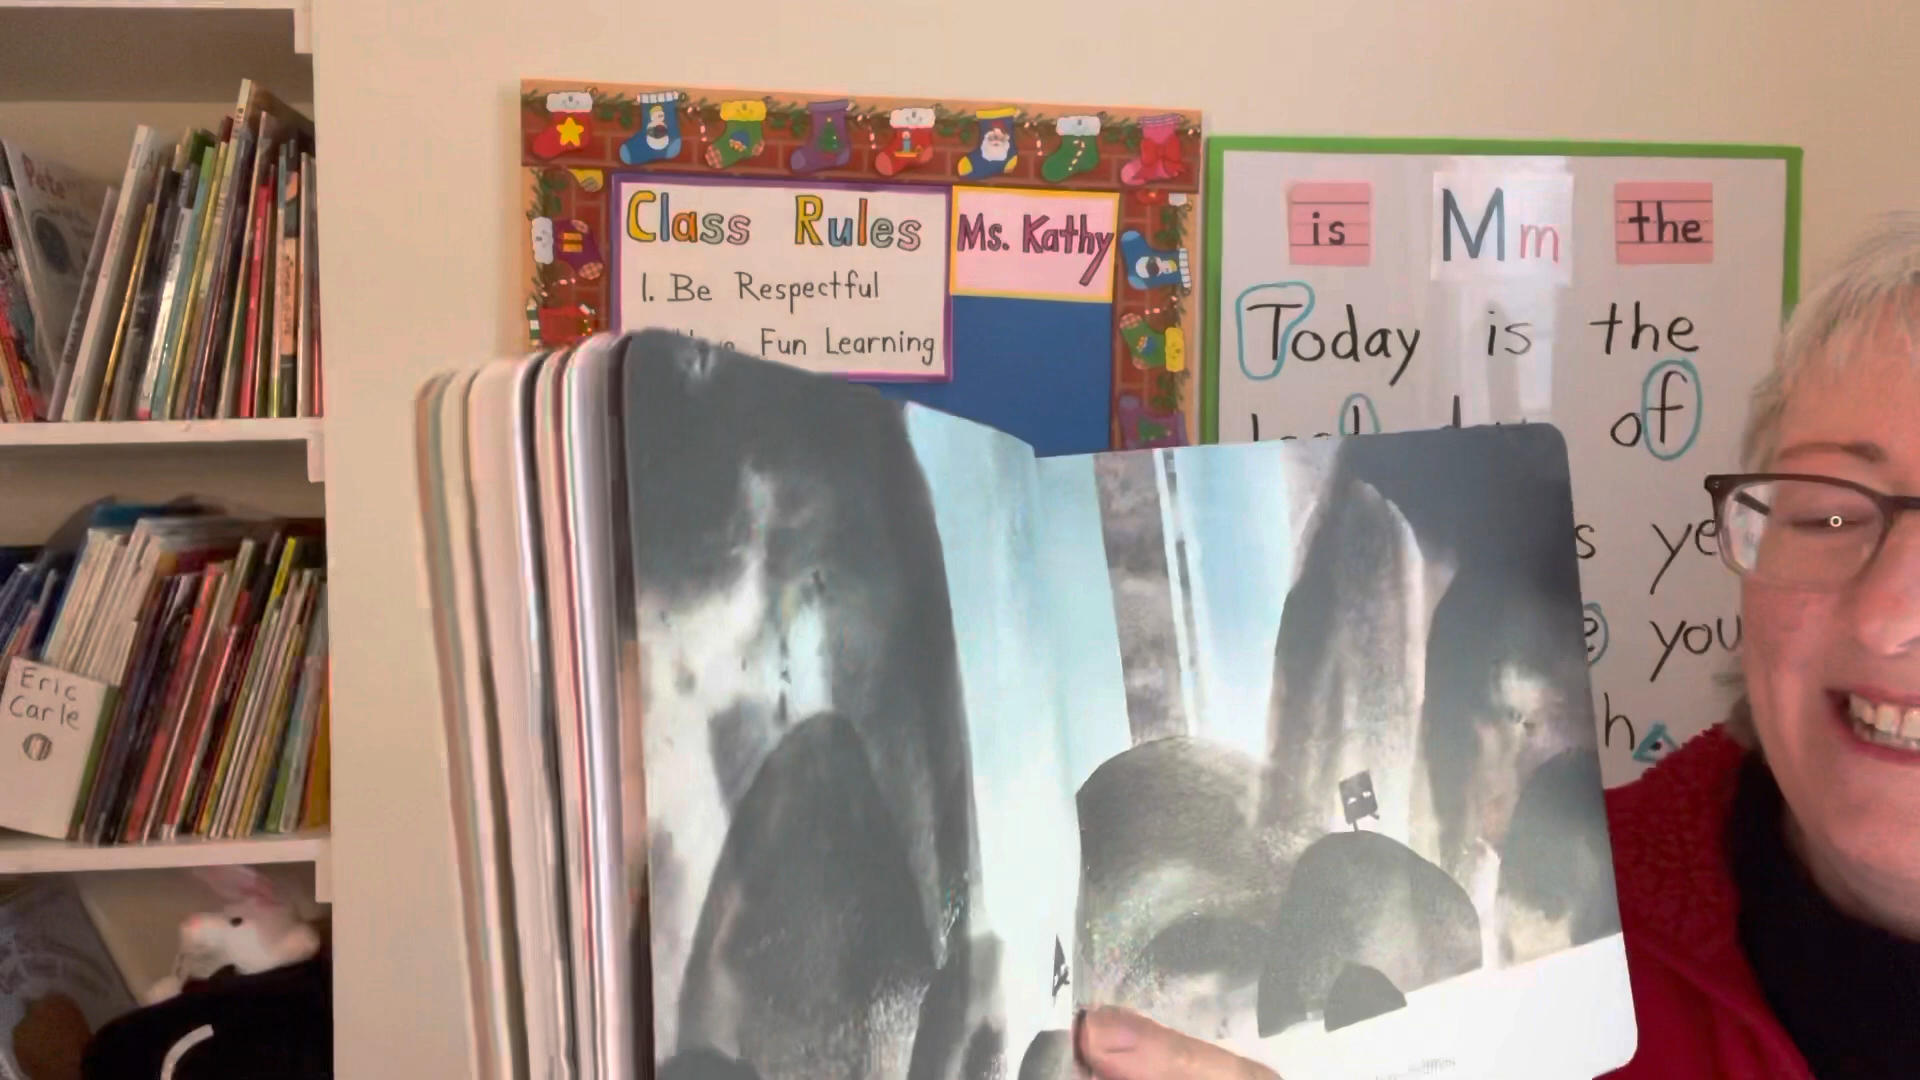 Pete
Eric
Carle
Class Rules
1. Be Respectful
Fun Learning
Ms. Kathy
is Mm the
Today is the
of
ye
you
h